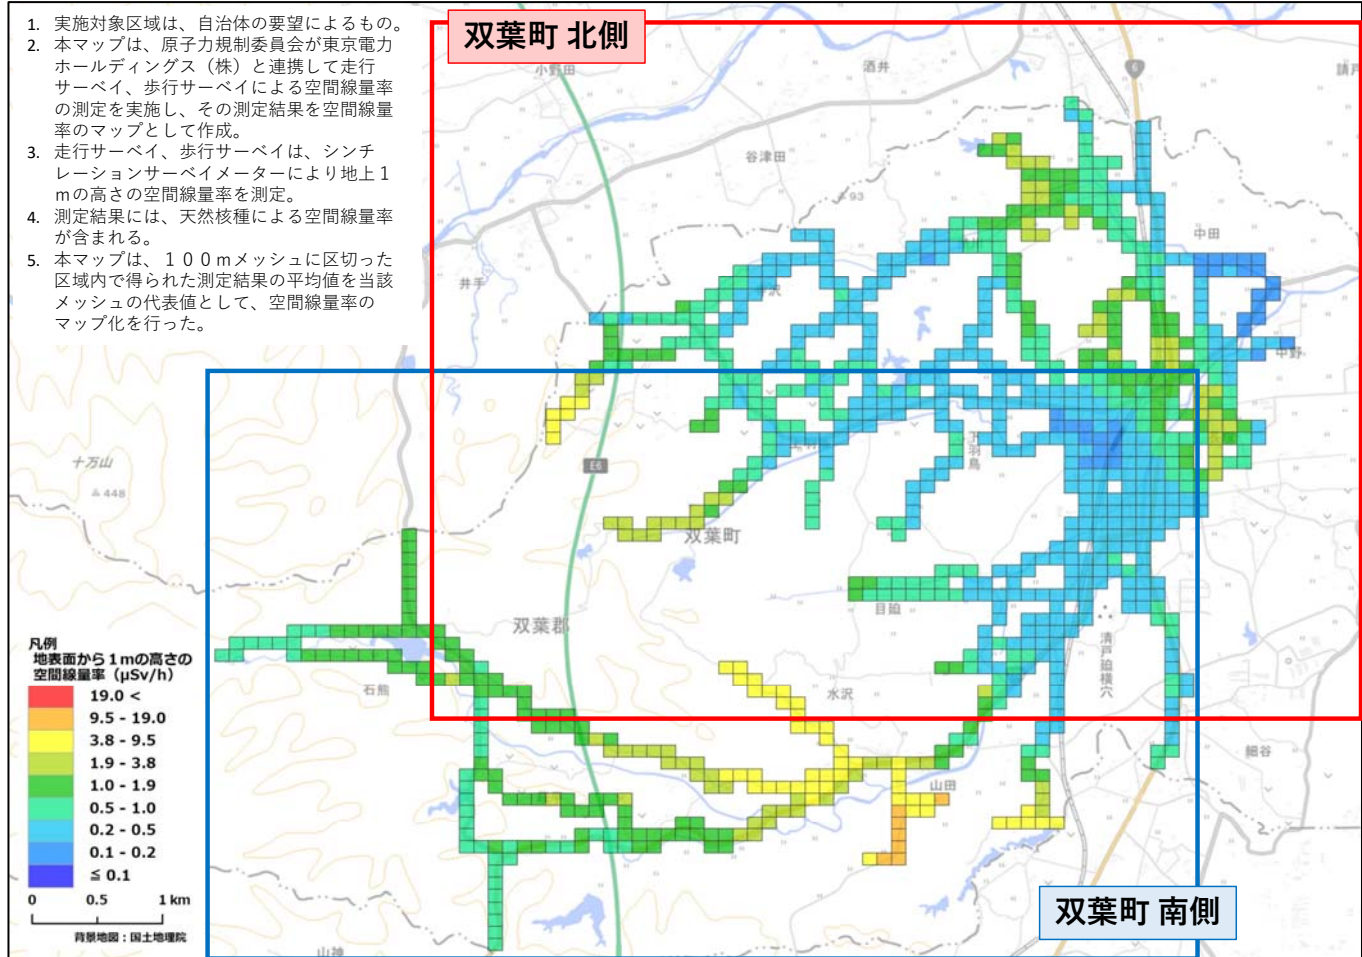 1. 実施対象区域は、自治体の要望によるもの。
2. 本マップは、原子力規制委員会が東京電力
ホールディングス（株）と連携して走行
サーベイ、歩行サーベイによる空間線量率
の測定を実施し、その測定結果を空間線量
率のマップとして作成。
3. 走行サーベイ、歩行サーベイは、シンチ
レーションサーベイメーターにより地上１
ｍの高さの空間線量率を測定。
4. 測定結果には、天然核種による空間線量率
が含まれる。
5. 本マップは、１００ｍメッシュに区切った
区域内で得られた測定結果の平均値を当該
メッシュの代表値として、空間線量率の
マップ化を行った。
双葉町 北側
小野田
酒井
6
請戸
谷津田
93
中田
井手
中野
十万山
448
E6
下羽鳥
双葉町
目迫
双葉郡
清戸迫横穴
石熊
水沢
細谷
山田
山神
凡例
地表面から１ｍの高さの
空間線量率（μSv/h）
19.0 <
9.5 - 19.0
3.8 - 9.5
1.9 - 3.8
1.0 - 1.9
0.5 - 1.0
0.2 - 0.5
0.1 - 0.2
≦ 0.1
0 0.5 1 km
背景地図：国土地理院
双葉町 南側